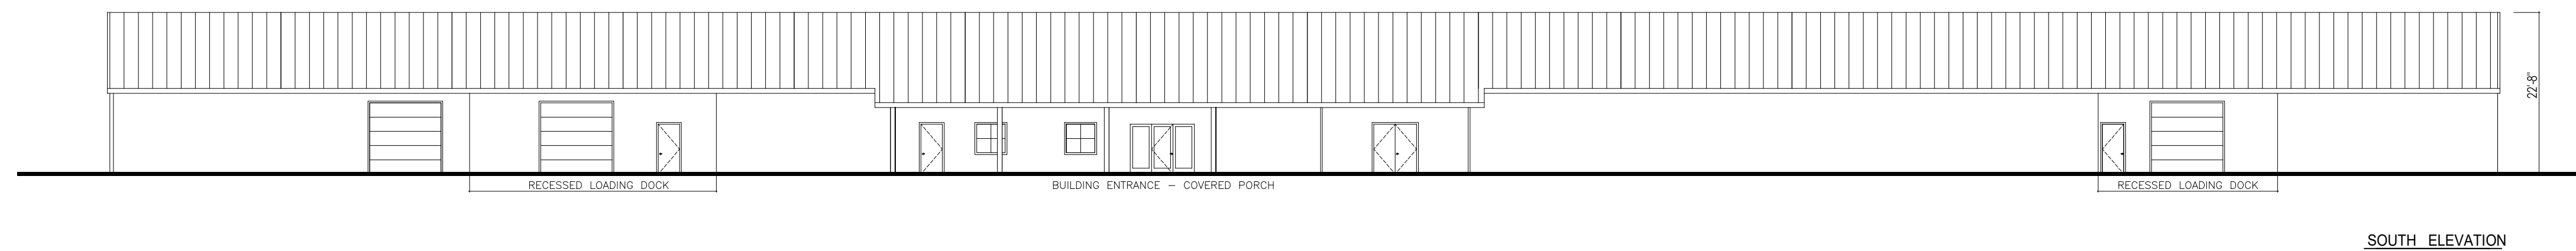 22'-8"
RECESSED LOADING DOCK
BUILDING ENTRANCE – COVERED PORCH
RECESSED LOADING DOCK
SOUTH ELEVATION